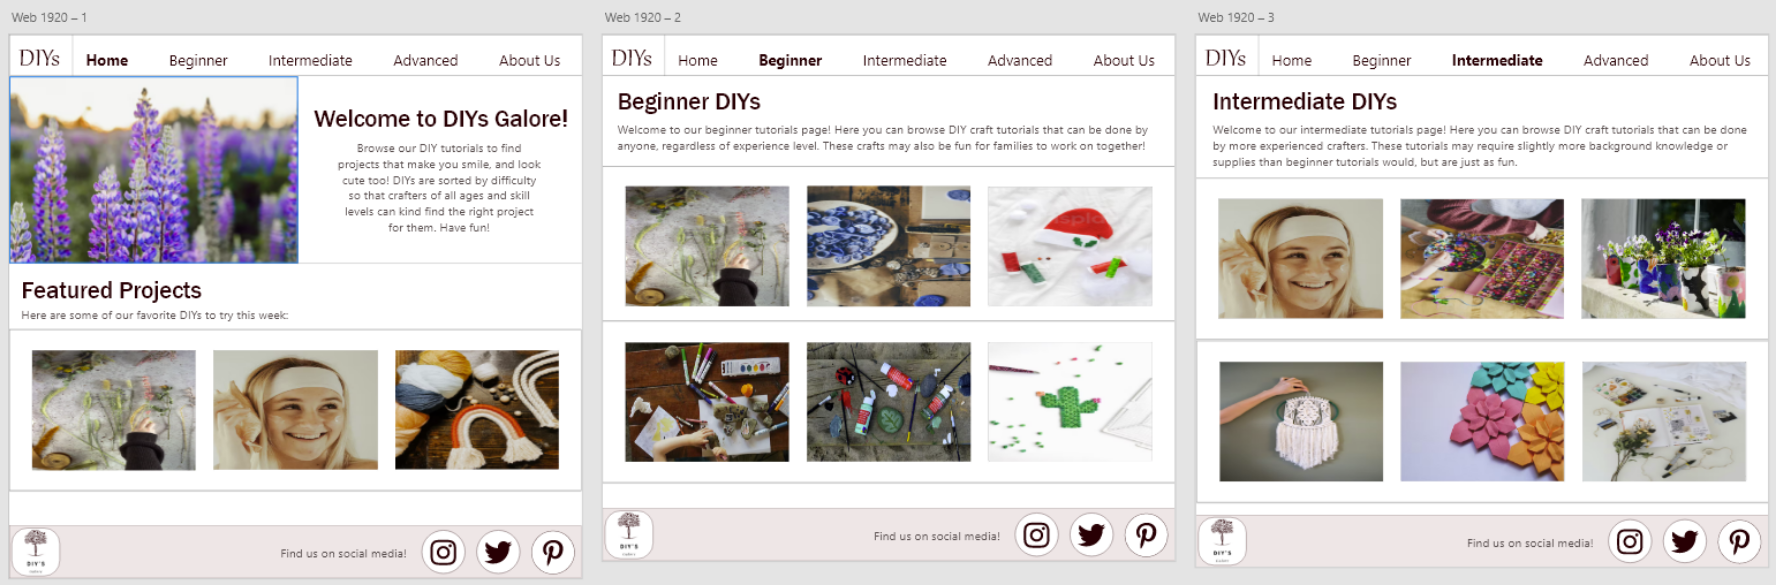 Web 1920 – 1
DIYs
Home
Beginner
Intermediate
Advanced
About Us
Welcome to DIYs Galore!
Browse our DIY tutorials to find
projects that make you smile, and look
cute too! DIYs are sorted by difficulty
so that crafters of all ages and skill
levels can kind find the right project
for them. Have fun!
Featured Projects
Here are some of our favorite DIYs to try this week:
DIY'S
Find us on social media!
Web 1920 – 2
DIYs
Home
Beginner
Intermediate
Advanced
About Us
Beginner DIYs
Welcome to our beginner tutorials page! Here you can browse DIY craft tutorials that can be done by
anyone, regardless of experience level. These crafts may also be fun for families to work on together!
DIY'S
Find us on social media!
Web 1920 – 3
DIYs
Home
Beginner
Intermediate
Advanced
About Us
Intermediate DIYs
Welcome to our intermediate tutorials page! Here you can browse DIY craft tutorials that can be done
by more experienced crafters. These tutorials may require slightly more background knowledge or
supplies than beginner tutorials would, but are just as fun.
DIY'S
Find us on social media!